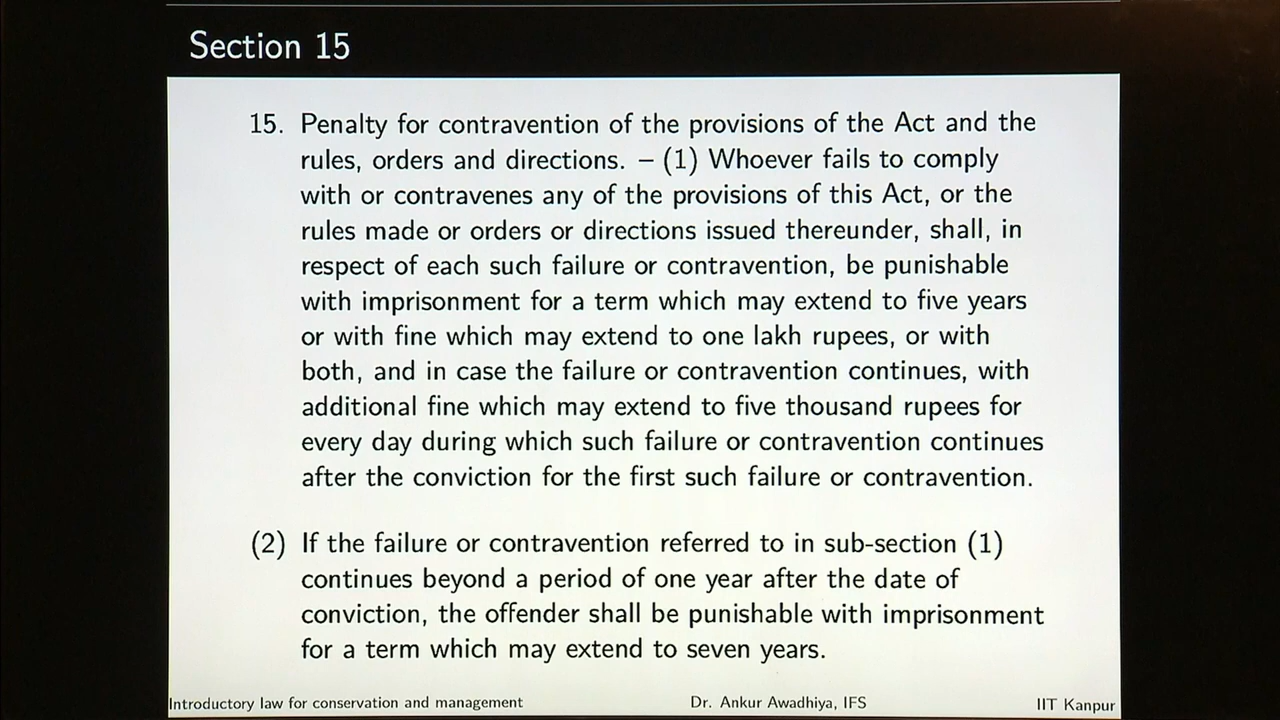 Section 15
15. Penalty for contravention of the provisions of the Act and the
rules, orders and directions. – (1) Whoever fails to comply
with or contravenes any of the provisions of this Act, or the
rules made or orders or directions issued thereunder, shall, in
respect of each such failure or contravention, be punishable
with imprisonment for a term which may extend to five years
or with fine which may extend to one lakh rupees, or with
both, and in case the failure or contravention continues, with
additional fine which may extend to five thousand rupees for
every day during which such failure or contravention continues
after the conviction for the first such failure or contravention.
(2) If the failure or contravention referred to in sub-section (1)
continues beyond a period of one year after the date of
conviction, the offender shall be punishable with imprisonment
for a term which may extend to seven years.
Introductory law for conservation and management Dr. Ankur Awadhiya, IFS IIT Kanpur